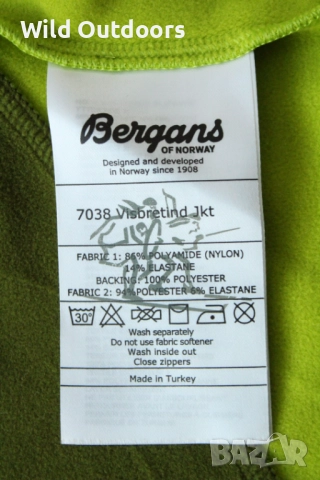 Wild Outdoors
Bergans
OF NORWAY
Designed and developed
in Norway since 1908
7038 Visbretind Jkt
FABRIC 1: 86% POLYAMIDE (NYLON)
14% ELASTANE
BACKING: 100% POLYESTER
FABRIC 2: 94% POLYESTER 6% ELASTANE
30°
Wash separately
Do not use fabric softener
Wash inside out
Close zippers
Made in Turkey
BAZAR